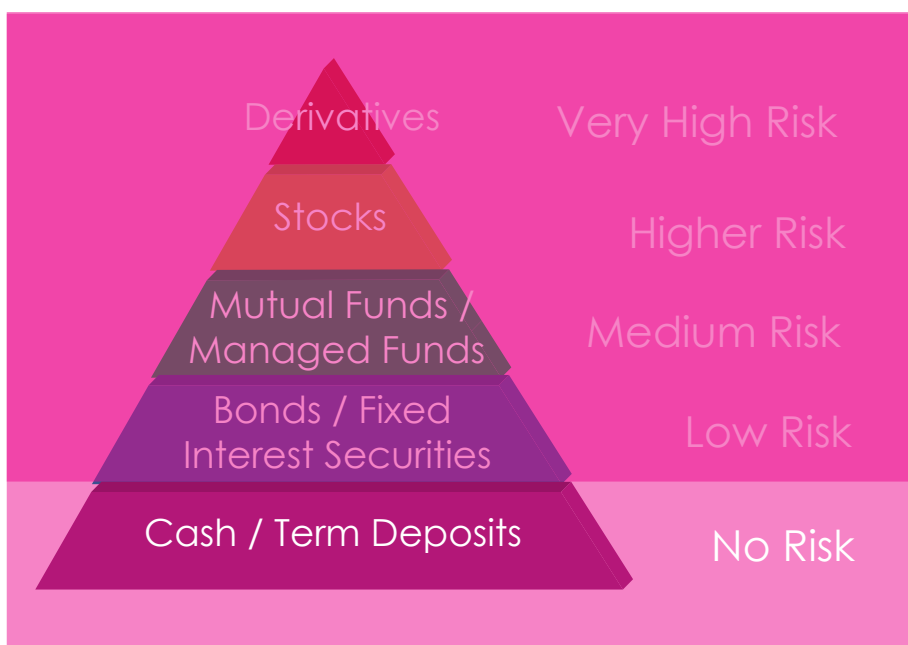 Derivatives
Very High Risk
Stocks
Higher Risk
Mutual Funds /
Managed Funds
Medium Risk
Bonds / Fixed
Interest Securities
Low Risk
Cash / Term Deposits
No Risk